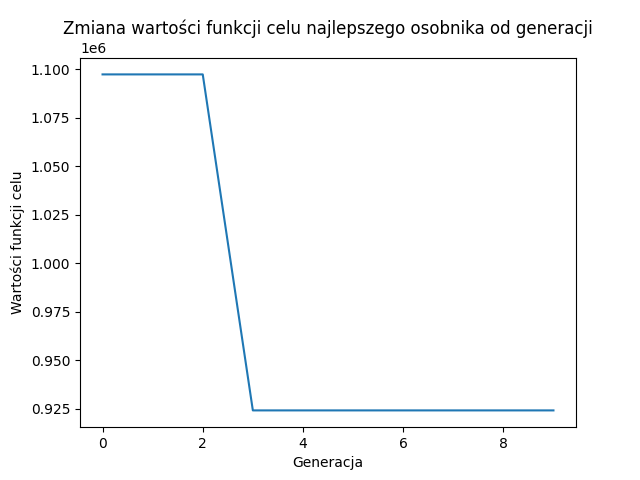 Zmiana wartości funkcji celu najlepszego osobnika od generacji
1e6
1.100
1.075
1.050
1.025
1.000
0.975
0.950
0.925
Wartości funkcji celu
0 2 4 6 8
Generacja